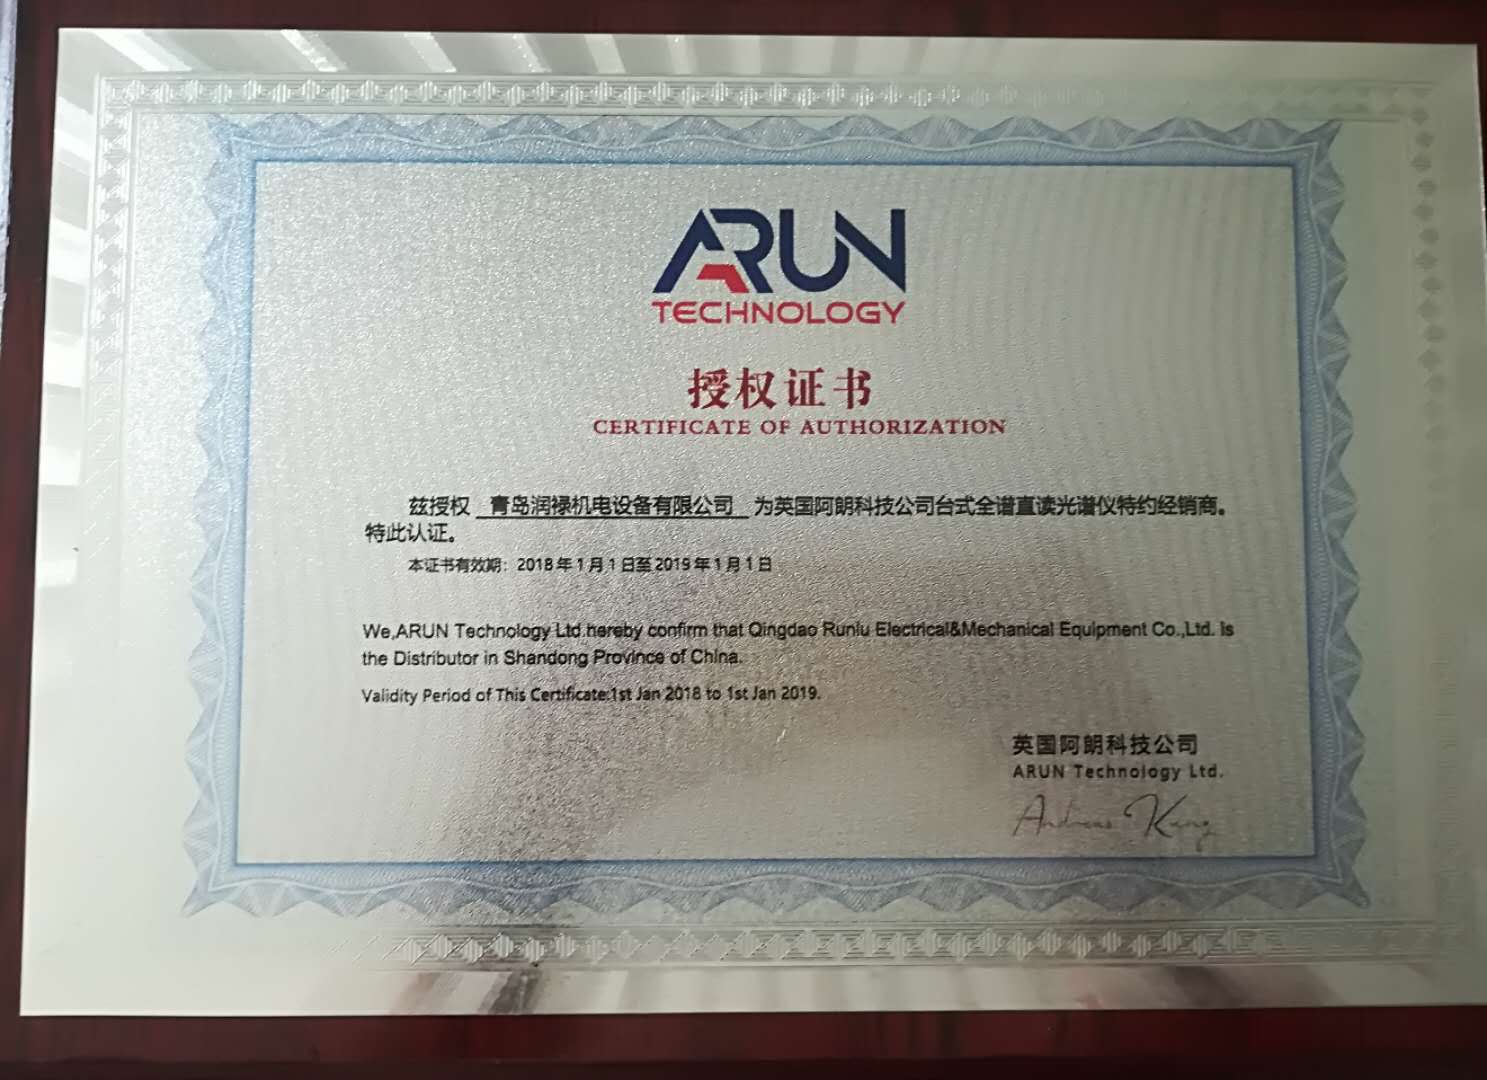 ARUN
TECHNOLOGY
授权证书
CERTIFICATE OF AUTHORIZATION
兹授权 青岛润禄机电设备有限公司 为英国阿朗科技公司台式全谱直读光谱仪特约经销商。
特此认证。
本证书有效期：2018年1月1日至2019年1月1日
We,ARUN Technology Ltd.hereby confirm that Qingdao Runlu Electrical&Mechanical Equipment Co.,Ltd. is
the Distributor in Shandong Province of China.
Validity Period of This Certificate:1st Jan 2018 to 1st Jan 2019.
英国阿朗科技公司
ARUN Technology Ltd.
Andreas